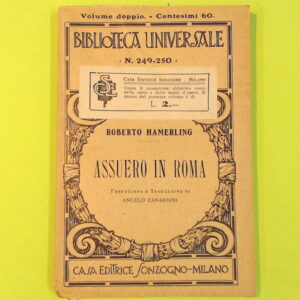 Volume doppio. - Centesimi 60.
BIBLIOTECA UNIVERSALE
N. 249-250
CASA EDITRICE SONZOGNO - MILANO
L. 2.—
ROBERTO HAMERLING
ASSUERO IN ROMA
PREFAZIONE E TRADUZIONE DI
ANGELO ZANARDINI
CASA EDITRICE SONZOGNO-MILANO